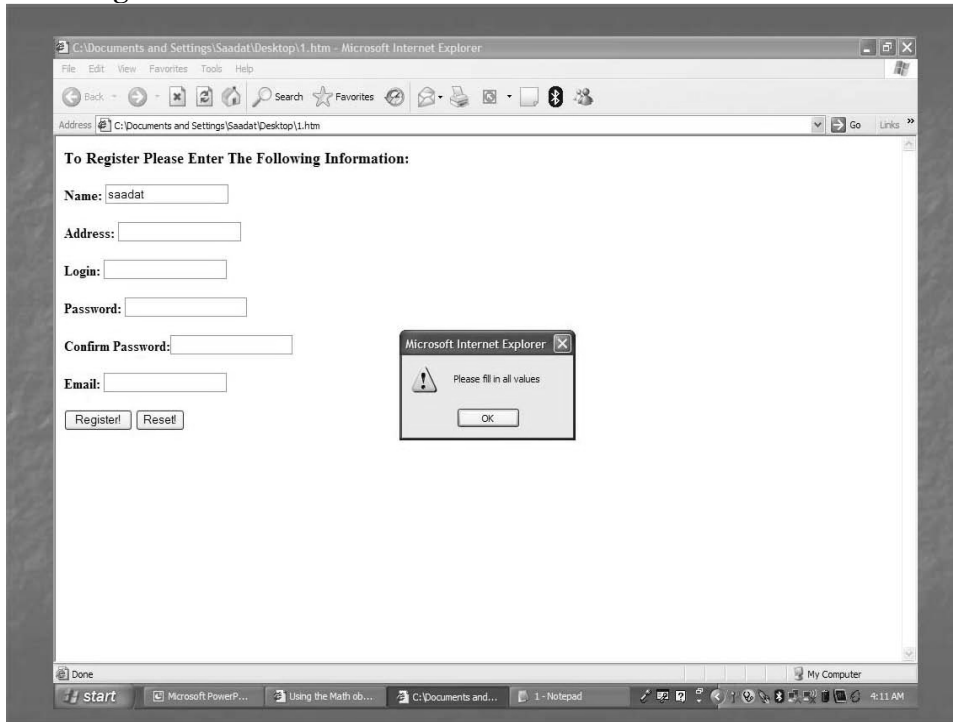 C:\Documents and Settings\Saadat\Desktop\1.htm - Microsoft Internet Explorer
File Edit View Favorites Tools Help
Back Search Favorites
Address C:\Documents and Settings\Saadat\Desktop\1.htm Go Links »
To Register Please Enter The Following Information:
Name: saadat
Address:
Login:
Password:
Confirm Password:
Email:
Register! Reset!
Microsoft Internet Explorer
Please fill in all values
OK
Done My Computer
start Microsoft PowerP... Using the Math ob... C:\Documents and... 1 - Notepad 4:11 AM